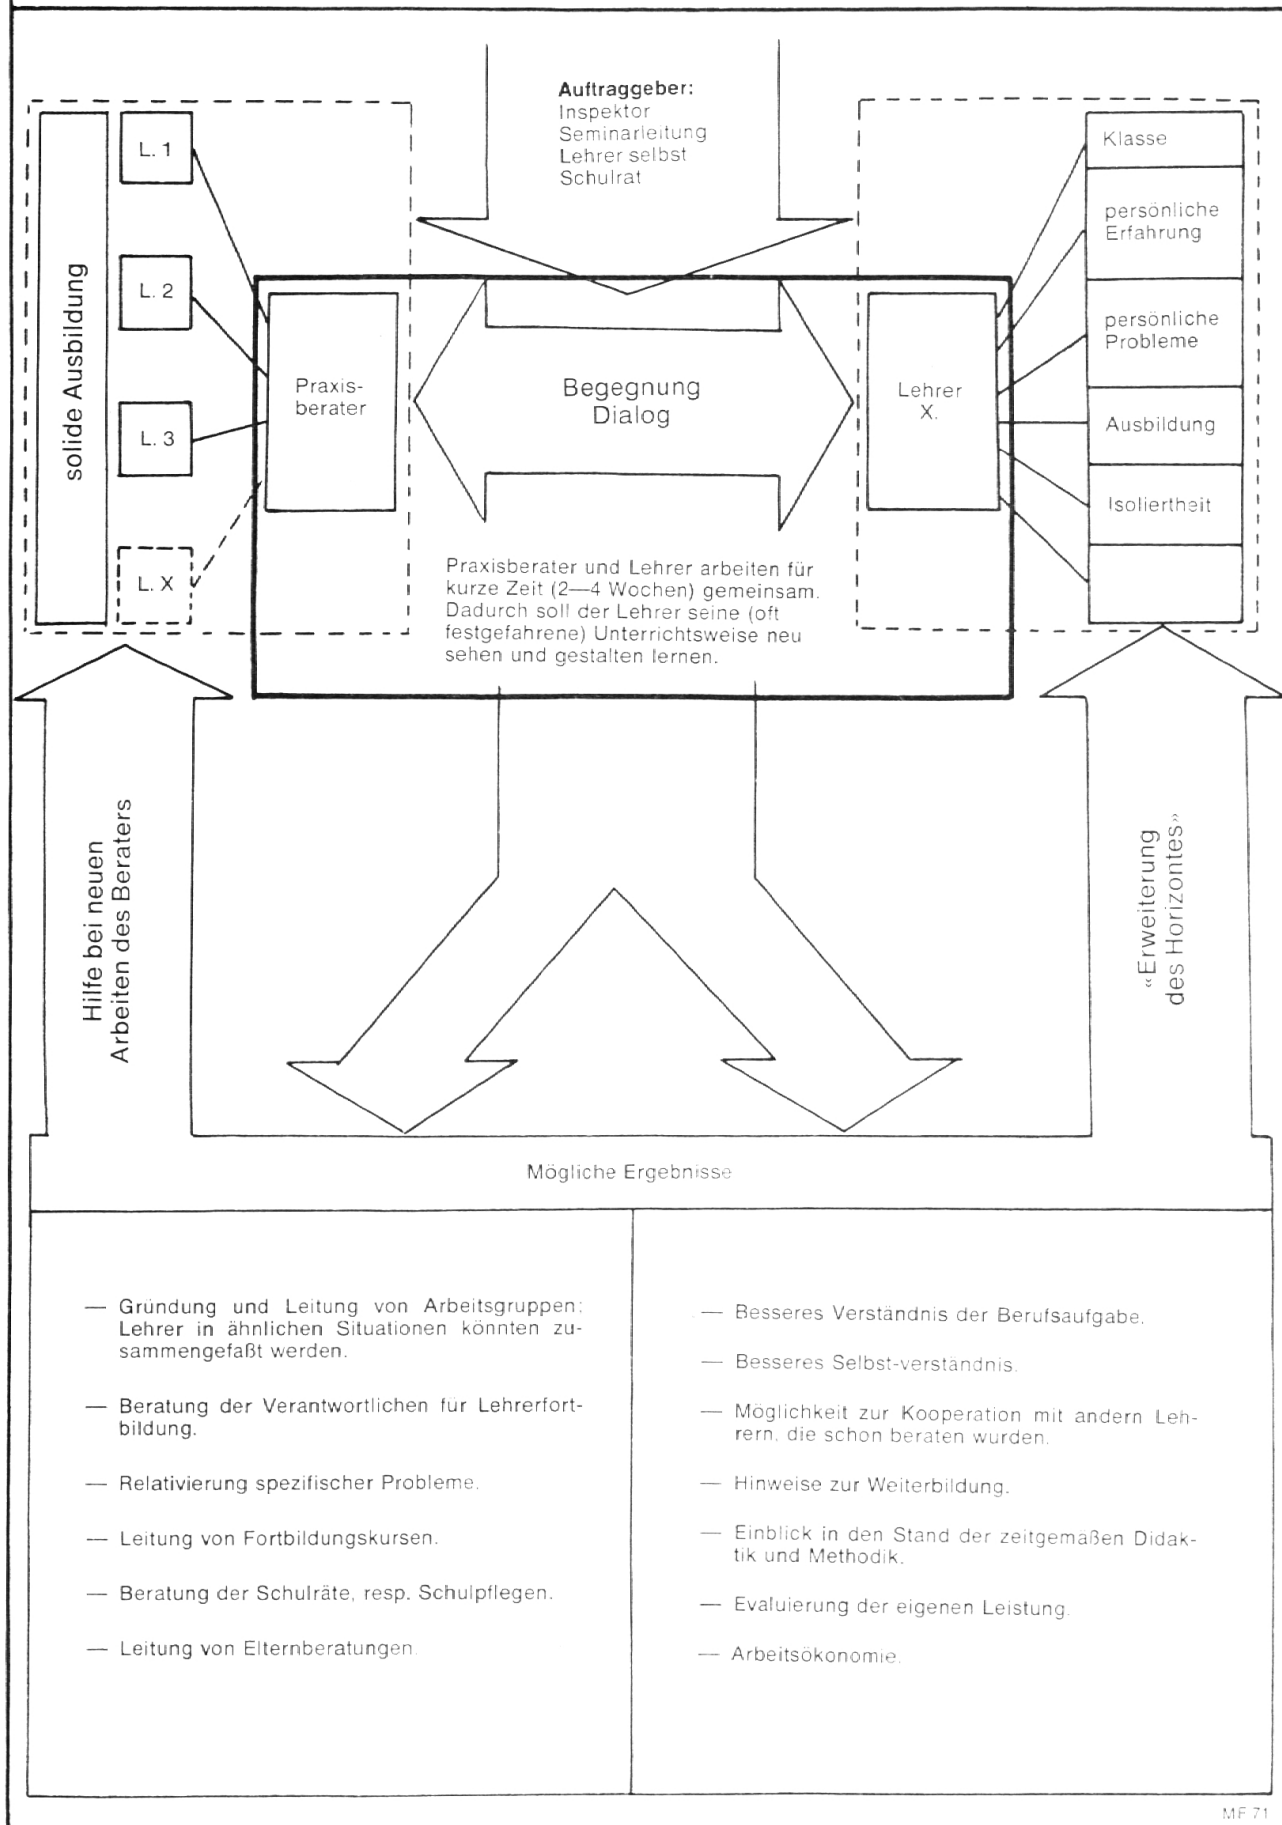 Auftraggeber:
Inspektor
Seminarleitung
Lehrer selbst
Schulrat
solide Ausbildung
L. 1
L. 2
L. 3
L. X
Praxis-
berater
Begegnung
Dialog
Lehrer
X.
Klasse
persönliche
Erfahrung
persönliche
Probleme
Ausbildung
Isoliertheit
Praxisberater und Lehrer arbeiten für
kurze Zeit (2—4 Wochen) gemeinsam.
Dadurch soll der Lehrer seine (oft
festgefahrene) Unterrichtsweise neu
sehen und gestalten lernen.
Hilfe bei neuen
Arbeiten des Beraters
«Erweiterung
des Horizontes»
Mögliche Ergebnisse
— Gründung und Leitung von Arbeitsgruppen:
Lehrer in ähnlichen Situationen könnten zu-
sammengefaßt werden.
— Beratung der Verantwortlichen für Lehrerfort-
bildung.
— Relativierung spezifischer Probleme.
— Leitung von Fortbildungskursen.
— Beratung der Schulräte, resp. Schulpflegen.
— Leitung von Elternberatungen.
— Besseres Verständnis der Berufsaufgabe.
— Besseres Selbst-verständnis.
— Möglichkeit zur Kooperation mit andern Leh-
rern, die schon beraten wurden.
— Hinweise zur Weiterbildung.
— Einblick in den Stand der zeitgemaßen Didak-
tik und Methodik.
— Evaluierung der eigenen Leistung.
— Arbeitsökonomie.
MF 71